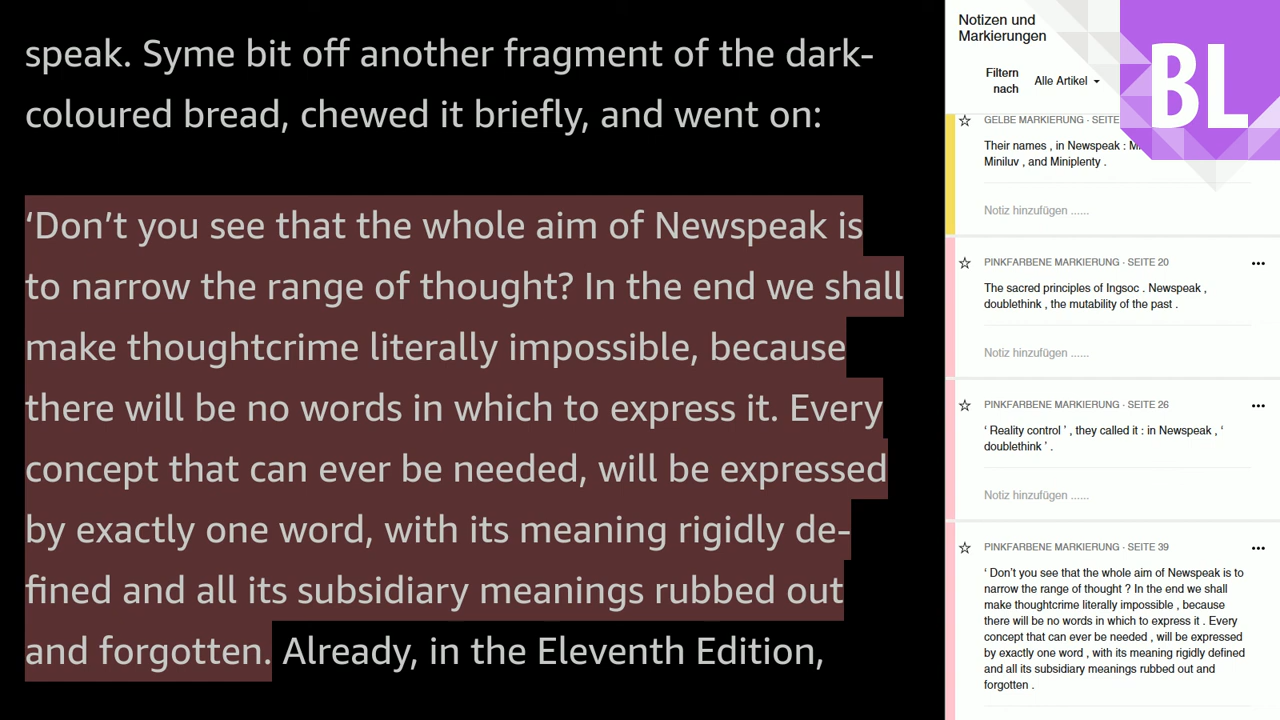 speak. Syme bit off another fragment of the dark-
coloured bread, chewed it briefly, and went on:
‘Don’t you see that the whole aim of Newspeak is
to narrow the range of thought? In the end we shall
make thoughtcrime literally impossible, because
there will be no words in which to express it. Every
concept that can ever be needed, will be expressed
by exactly one word, with its meaning rigidly de-
fined and all its subsidiary meanings rubbed out
and forgotten. Already, in the Eleventh Edition,
Notizen und
Markierungen
Filtern
nach
Alle Artikel
BL
GELBE MARKIERUNG · SEITE
Their names , in Newspeak :
Miniluv , and Miniplenty .
Notiz hinzufügen ......
PINKFARBENE MARKIERUNG · SEITE 20
The sacred principles of Ingsoc . Newspeak ,
doublethink , the mutability of the past .
Notiz hinzufügen ......
PINKFARBENE MARKIERUNG · SEITE 26
‘ Reality control ’ , they called it : in Newspeak , ‘
doublethink ’ .
Notiz hinzufügen ......
PINKFARBENE MARKIERUNG · SEITE 39
‘ Don’t you see that the whole aim of Newspeak is to
narrow the range of thought ? In the end we shall
make thoughtcrime literally impossible , because
there will be no words in which to express it . Every
concept that can ever be needed , will be expressed
by exactly one word , with its meaning rigidly defined
and all its subsidiary meanings rubbed out and
forgotten .